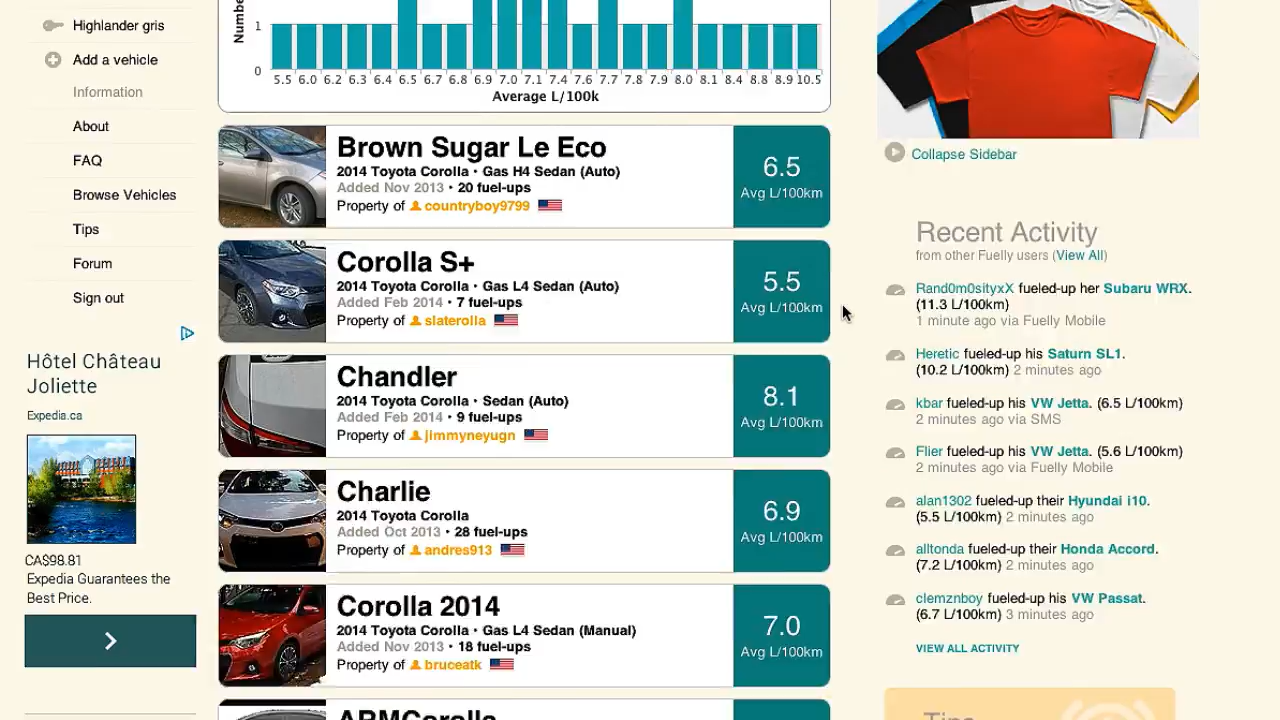 Highlander gris
Add a vehicle
Information
About
FAQ
Browse Vehicles
Tips
Forum
Sign out
Hôtel Château
Joliette
Expedia.ca
CA$98.81
Expedia Guarantees the
Best Price.
1
0
5.5 6.0 6.2 6.3 6.4 6.5 6.7 6.8 6.9 7.0 7.1 7.4 7.6 7.7 7.8 7.9 8.0 8.1 8.4 8.8 8.9 10.5
Average L/100k
Brown Sugar Le Eco
2014 Toyota Corolla • Gas H4 Sedan (Auto)
Added Nov 2013 • 20 fuel-ups
Property of countryboy9799
6.5
Avg L/100km
Corolla S+
2014 Toyota Corolla • Gas L4 Sedan (Auto)
Added Feb 2014 • 7 fuel-ups
Property of slaterolla
5.5
Avg L/100km
Chandler
2014 Toyota Corolla • Sedan (Auto)
Added Feb 2014 • 9 fuel-ups
Property of jimmyneyugn
8.1
Avg L/100km
Charlie
2014 Toyota Corolla
Added Oct 2013 • 28 fuel-ups
Property of andres913
6.9
Avg L/100km
Corolla 2014
2014 Toyota Corolla • Gas L4 Sedan (Manual)
Added Nov 2013 • 18 fuel-ups
Property of bruceatk
7.0
Avg L/100km
ARMCorolla
Collapse Sidebar
Recent Activity
from other Fuelly users (View All)
Rand0m0sityxX fueled-up her Subaru WRX.
(11.3 L/100km)
1 minute ago via Fuelly Mobile
Heretic fueled-up his Saturn SL1.
(10.2 L/100km) 2 minutes ago
kbar fueled-up his VW Jetta. (6.5 L/100km)
2 minutes ago via SMS
Flier fueled-up his VW Jetta. (5.6 L/100km)
2 minutes ago via Fuelly Mobile
alan1302 fueled-up their Hyundai i10.
(5.5 L/100km) 2 minutes ago
alltonda fueled-up their Honda Accord.
(7.2 L/100km) 2 minutes ago
clemznboy fueled-up his VW Passat.
(6.7 L/100km) 3 minutes ago
VIEW ALL ACTIVITY
Tips